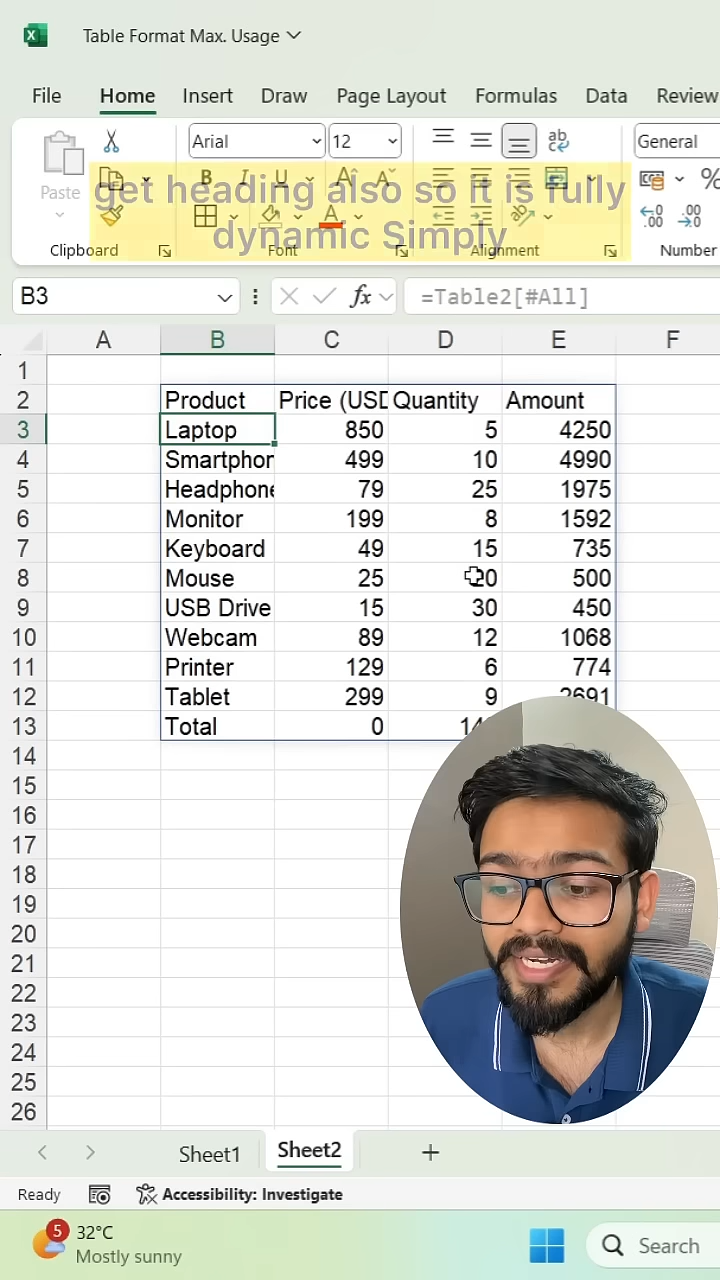 Table Format Max. Usage
File Home Insert Draw Page Layout Formulas Data Review
Paste
Arial 12
General
B I U A A
ab
%
get heading also so it is fully
dynamic Simply
Clipboard Font Alignment Number
B3 fx =Table2[#All]
A B C D E F
1
2 Product Price (USD Quantity Amount
3 Laptop 850 5 4250
4 Smartphon 499 10 4990
5 Headphone 79 25 1975
6 Monitor 199 8 1592
7 Keyboard 49 15 735
8 Mouse 25 20 500
9 USB Drive 15 30 450
10 Webcam 89 12 1068
11 Printer 129 6 774
12 Tablet 299 9 2691
13 Total 0
14
15
16
17
18
19
20
21
22
23
24
25
26
Sheet1 Sheet2 +
Ready Accessibility: Investigate
5 32°C
Mostly sunny
Search